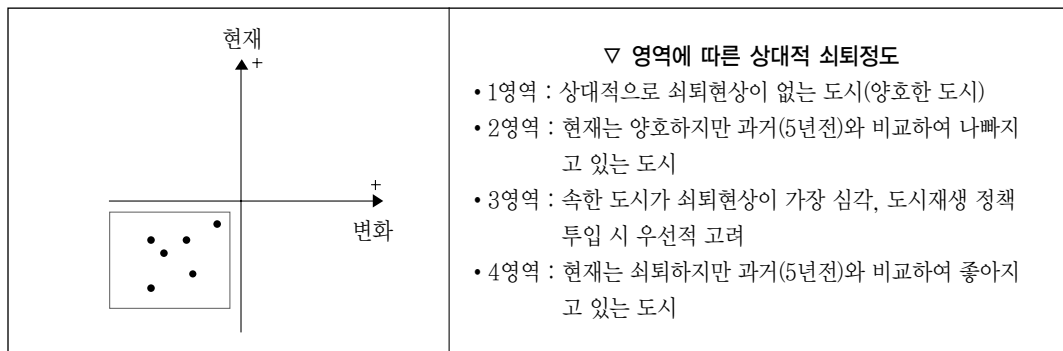 현재
+
+
변화
▽ 영역에 따른 상대적 쇠퇴정도
• 1영역 : 상대적으로 쇠퇴현상이 없는 도시(양호한 도시)
• 2영역 : 현재는 양호하지만 과거(5년전)와 비교하여 나빠지
고 있는 도시
• 3영역 : 속한 도시가 쇠퇴현상이 가장 심각, 도시재생 정책
투입 시 우선적 고려
• 4영역 : 현재는 쇠퇴하지만 과거(5년전)와 비교하여 좋아지
고 있는 도시